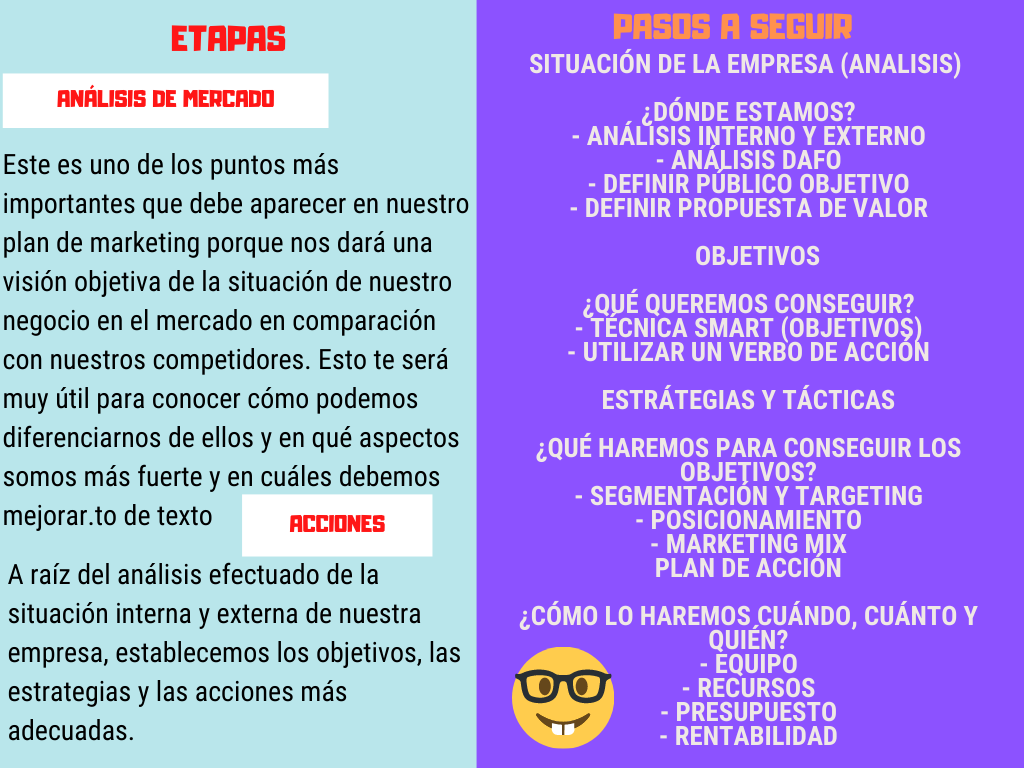 ETAPAS
ANÁLISIS DE MERCADO
Este es uno de los puntos más
importantes que debe aparecer en nuestro
plan de marketing porque nos dará una
visión objetiva de la situación de nuestro
negocio en el mercado en comparación
con nuestros competidores. Esto te será
muy útil para conocer cómo podemos
diferenciarnos de ellos y en qué aspectos
somos más fuerte y en cuáles debemos
mejorar.to de texto
ACCIONES
A raíz del análisis efectuado de la
situación interna y externa de nuestra
empresa, establecemos los objetivos, las
estrategias y las acciones más
adecuadas.
PASOS A SEGUIR
SITUACIÓN DE LA EMPRESA (ANALISIS)
¿DÓNDE ESTAMOS?
- ANÁLISIS INTERNO Y EXTERNO
- ANÁLISIS DAFO
- DEFINIR PÚBLICO OBJETIVO
- DEFINIR PROPUESTA DE VALOR
OBJETIVOS
¿QUÉ QUEREMOS CONSEGUIR?
- TÉCNICA SMART (OBJETIVOS)
- UTILIZAR UN VERBO DE ACCIÓN
ESTRÁTEGIAS Y TÁCTICAS
¿QUÉ HAREMOS PARA CONSEGUIR LOS
OBJETIVOS?
- SEGMENTACIÓN Y TARGETING
- POSICIONAMIENTO
- MARKETING MIX
PLAN DE ACCIÓN
¿CÓMO LO HAREMOS CUÁNDO, CUÁNTO Y
QUIÉN?
- EQUIPO
- RECURSOS
- PRESUPUESTO
- RENTABILIDAD